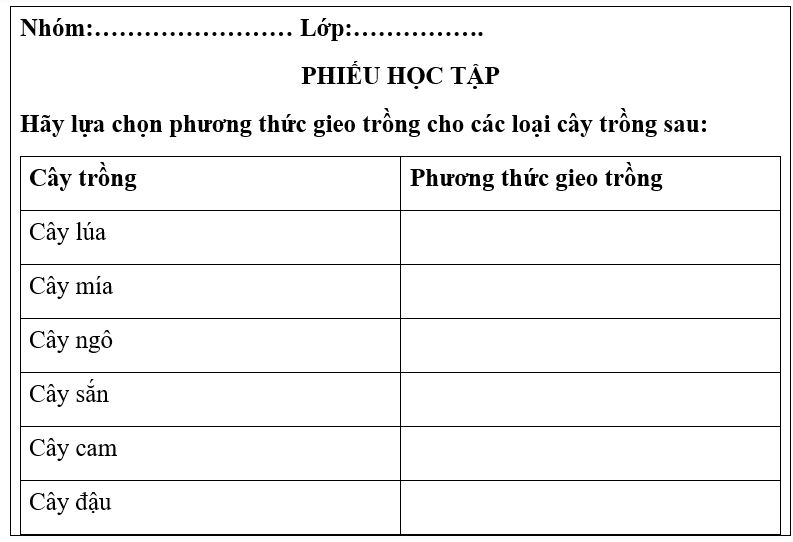 Nhóm:…………………… Lớp:…………….
PHIẾU HỌC TẬP
Hãy lựa chọn phương thức gieo trồng cho các loại cây trồng sau:
Cây trồng Phương thức gieo trồng
Cây lúa
Cây mía
Cây ngô
Cây sắn
Cây cam
Cây đậu